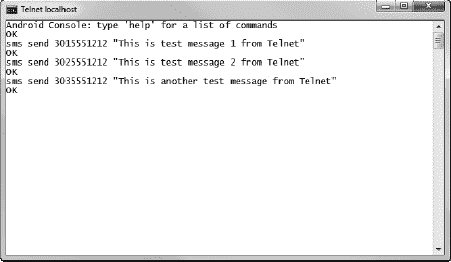 Telnet localhost
Android Console: type 'help' for a list of commands
OK
sms send 3015551212 "This is test message 1 from Telnet"
OK
sms send 3025551212 "This is test message 2 from Telnet"
OK
sms send 3035551212 "This is another test message from Telnet"
OK